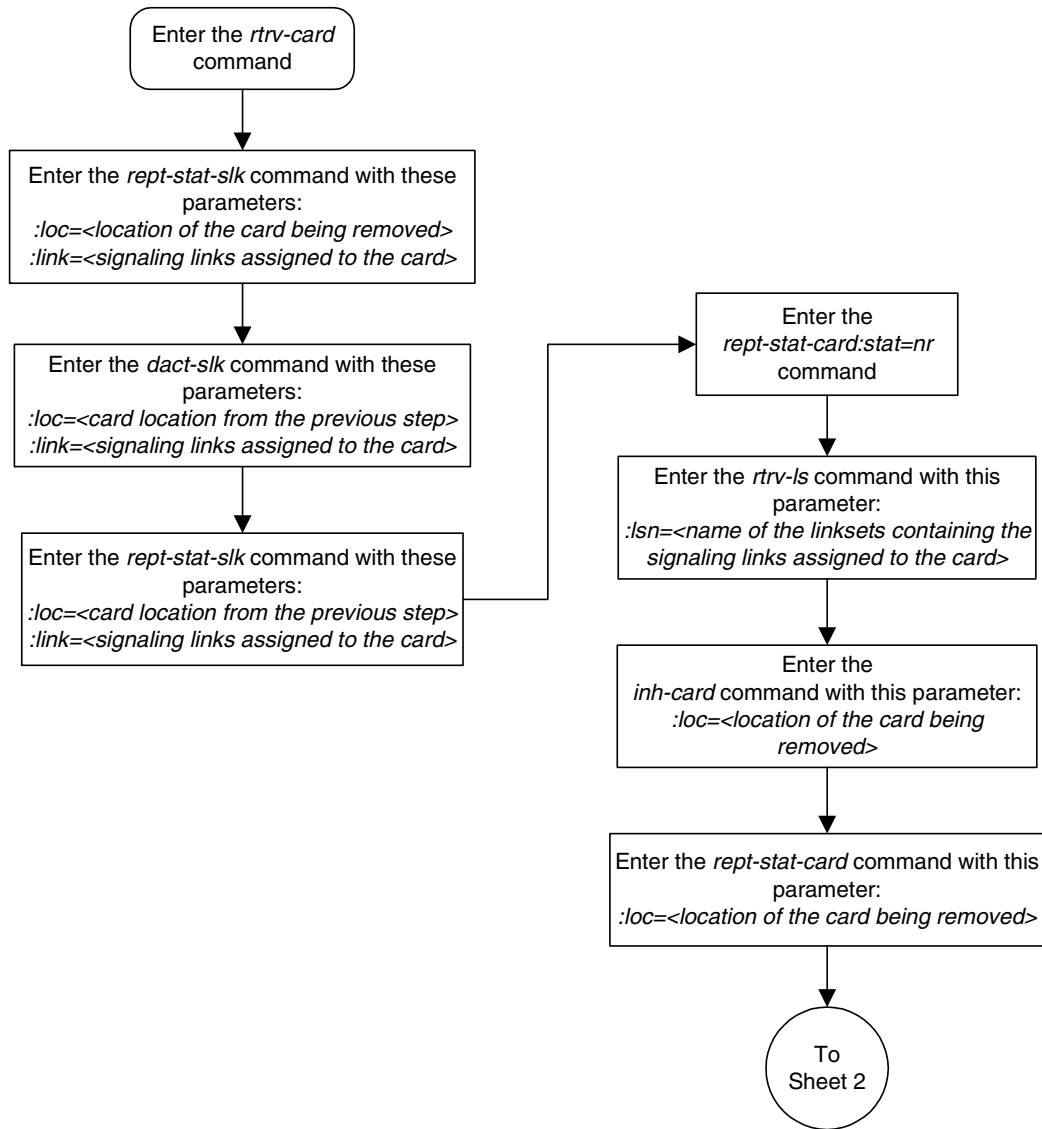 Enter the rtrv-card
command
Enter the rept-stat-slk command with these
parameters:
:loc=<location of the card being removed>
:link=<signaling links assigned to the card>
Enter the dact-slk command with these
parameters:
:loc=<card location from the previous step>
:link=<signaling links assigned to the card>
Enter the rept-stat-slk command with these
parameters:
:loc=<card location from the previous step>
:link=<signaling links assigned to the card>
Enter the
rept-stat-card:stat=nr
command
Enter the rtrv-ls command with this
parameter:
:lsn=<name of the linksets containing the
signaling links assigned to the card>
Enter the
inh-card command with this parameter:
:loc=<location of the card being
removed>
Enter the rept-stat-card command with this
parameter:
:loc=<location of the card being removed>
To
Sheet 2